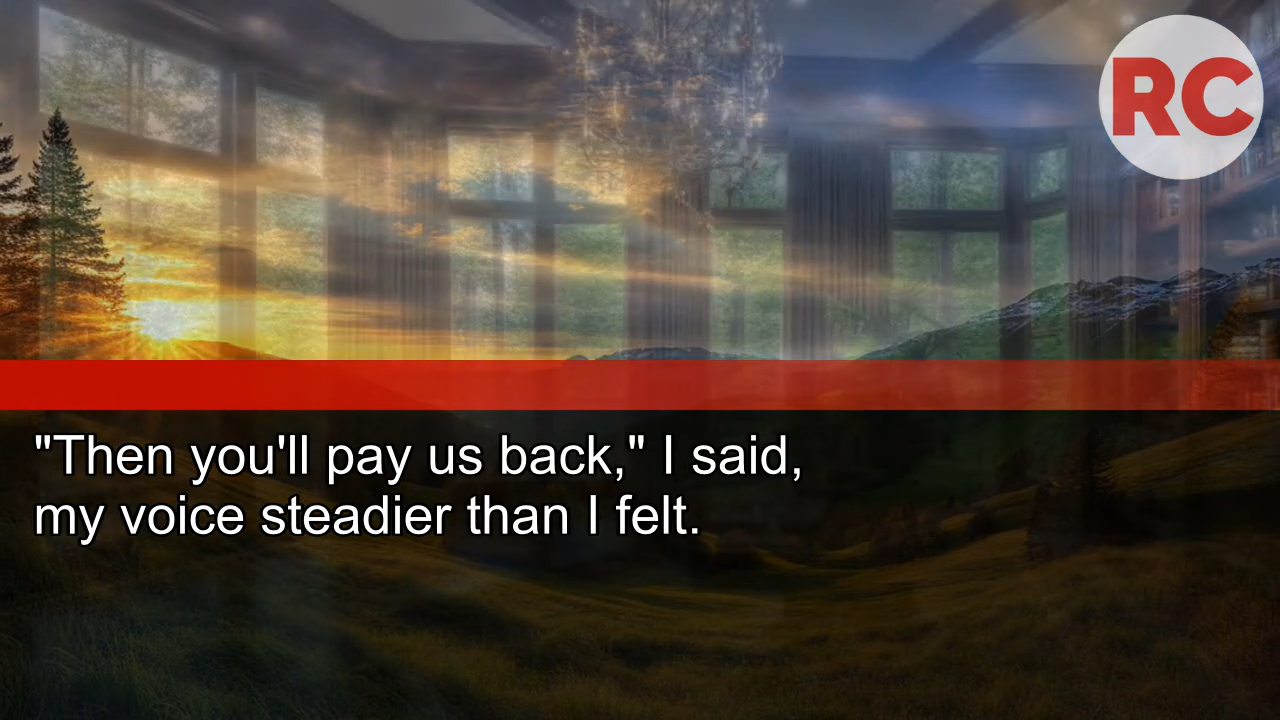 RC
"Then you'll pay us back," I said,
my voice steadier than I felt.